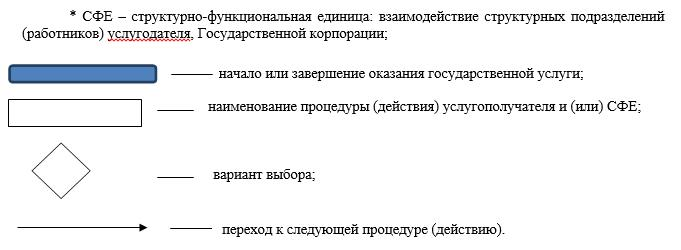 * СФЕ – структурно-функциональная единица: взаимодействие структурных подразделений
(работников) услугодателя, Государственной корпорации;
начало или завершение оказания государственной услуги;
наименование процедуры (действия) услугополучателя и (или) СФЕ;
вариант выбора;
переход к следующей процедуре (действию).